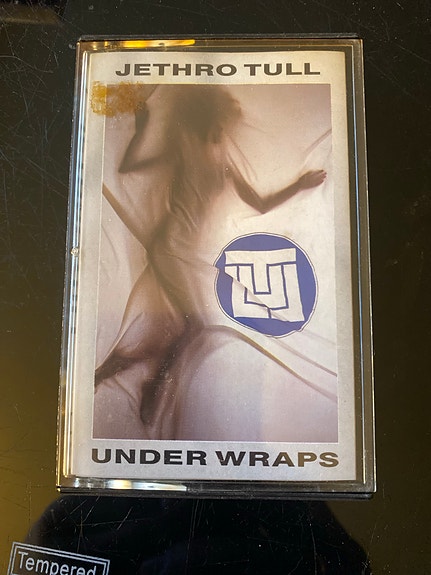 JETHRO TULL
UNDER WRAPS
Tempered